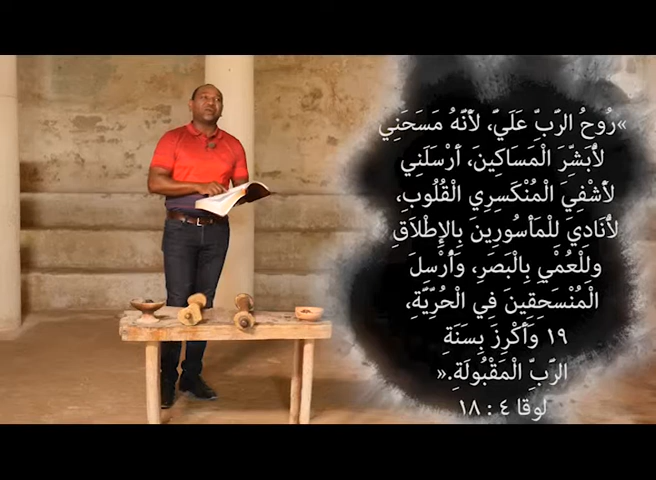 »رُوحُ الرَّبِّ عَلَيَّ، لأَنَّهُ مَسَحَنِي
لأُبَشِّرَ الْمَسَاكِينَ، أَرْسَلَنِي
لأَشْفِيَ الْمُنْكَسِرِي الْقُلُوبِ،
لأُنَادِيَ لِلْمَأْسُورِينَ بِالإِطْلاَقِ
وللْعُمْيِ بِالْبَصَرِ، وَأُرْسِلَ
الْمُنْسَحِقِينَ فِي الْحُرِّيَّةِ،
١٩ وَأَكْرِزَ بِسَنَةِ
الرَّبِّ الْمَقْبُولَةِ.«
لوقا ٤ : ١٨